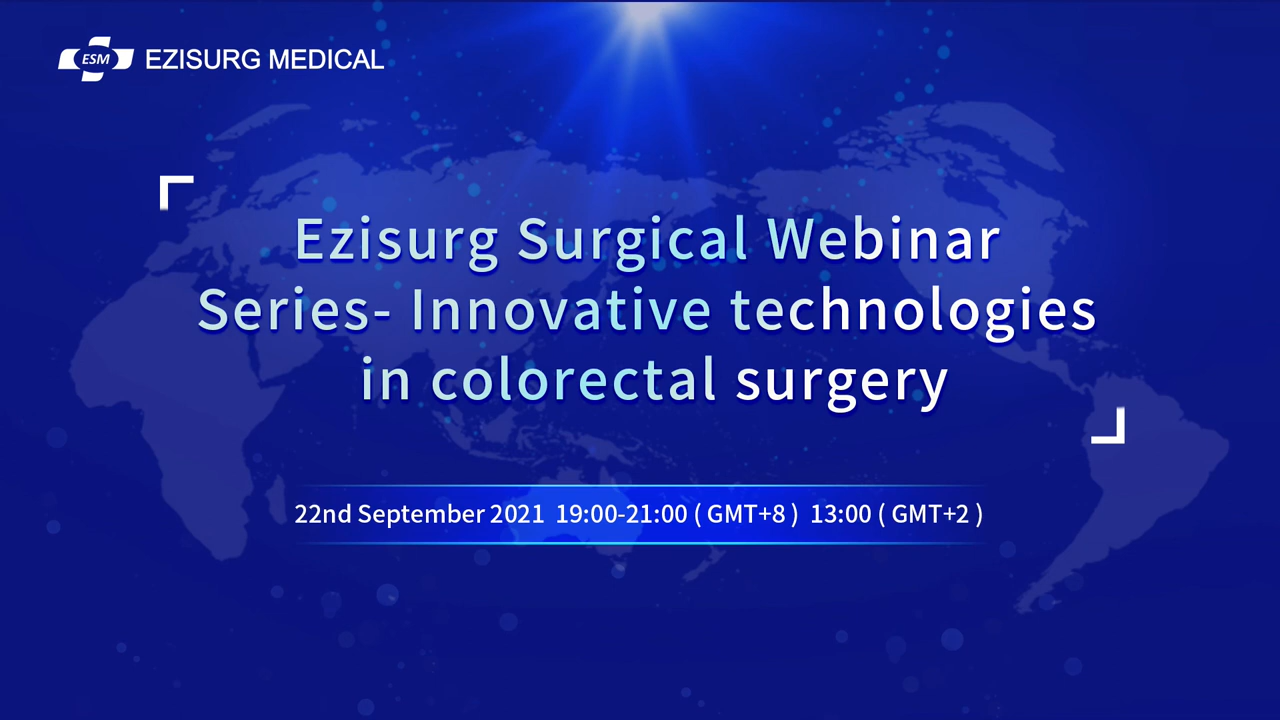 ESM EZISURG MEDICAL
Ezisurg Surgical Webinar
Series- Innovative technologies
in colorectal surgery
22nd September 2021 19:00-21:00 ( GMT+8 ) 13:00 ( GMT+2 )